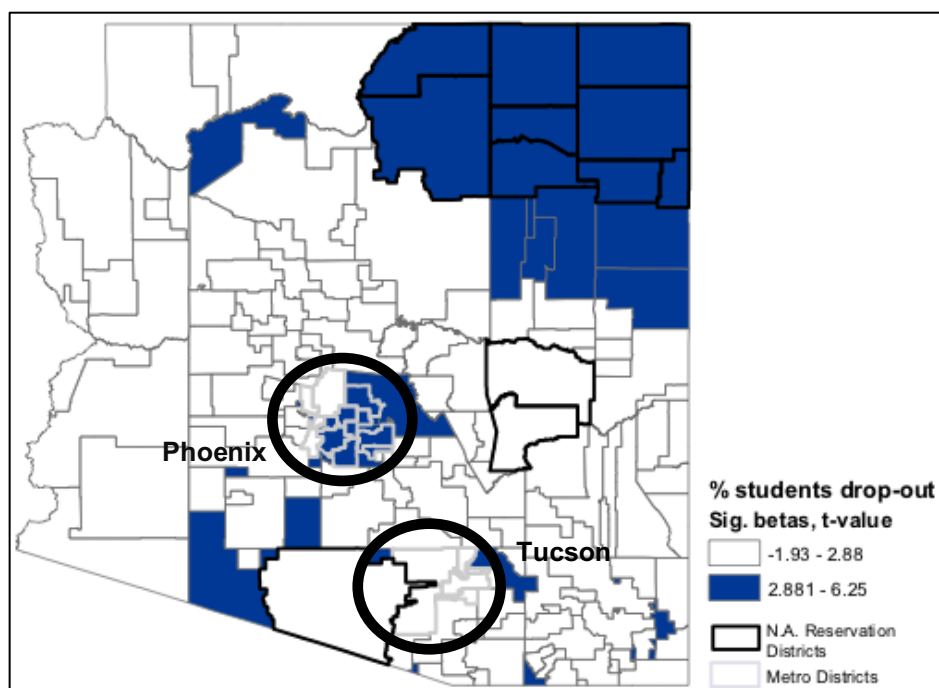 Phoenix
Tucson
% students drop-out
Sig. betas, t-value
-1.93 - 2.88
2.881 - 6.25
N.A. Reservation
Districts
Metro Districts